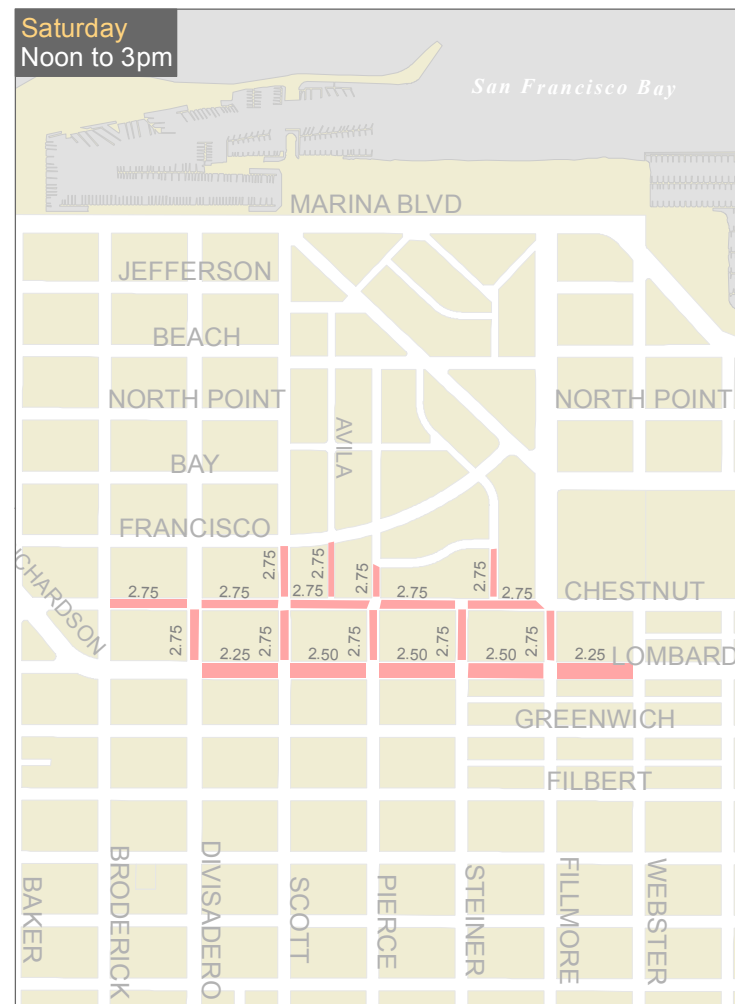 Saturday
Noon to 3pm
San Francisco Bay
MARINA BLVD
JEFFERSON
BEACH
NORTH POINT
NORTH POINT
AVILA
BAY
FRANCISCO
CHARDSON
2.75
2.75
2.75
2.75
2.75
2.75
2.75
2.75
2.75
CHESTNUT
2.75
2.75
2.75
2.75
2.75
2.25
2.50
2.50
2.50
2.25
LOMBARD
GREENWICH
FILBERT
BAKER
BRODERICK
DIVISADERO
SCOTT
PIERCE
STEINER
FILLMORE
WEBSTER